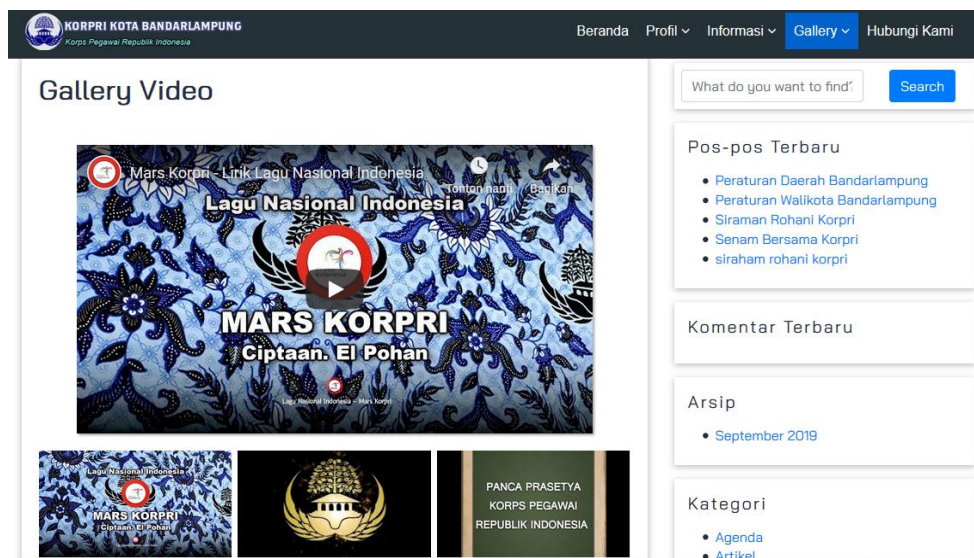 KORPRI KOTA BANDARLAMPUNG
Korps Pegawai Republik Indonesia
Beranda Profil Informasi Gallery Hubungi Kami
Gallery Video
Mars Korpri - Lirik Lagu Nasional Indonesia
Tonton nanti Bagikan
Lagu Nasional Indonesia
MARS KORPRI
Ciptaan. El Pohan
Lagu Nasional Indonesia - Mars Korpri
Lagu Nasional Indonesia
MARS KORPRI
Ciptaan. El Pohan
PANCA PRASETYA
KORPS PEGAWAI
REPUBLIK INDONESIA
What do you want to find?
Search
Pos-pos Terbaru
Peraturan Daerah Bandarlampung
Peraturan Walikota Bandarlampung
Siraman Rohani Korpri
Senam Bersama Korpri
siraham rohani korpri
Komentar Terbaru
Arsip
September 2019
Kategori
Agenda
Artikel